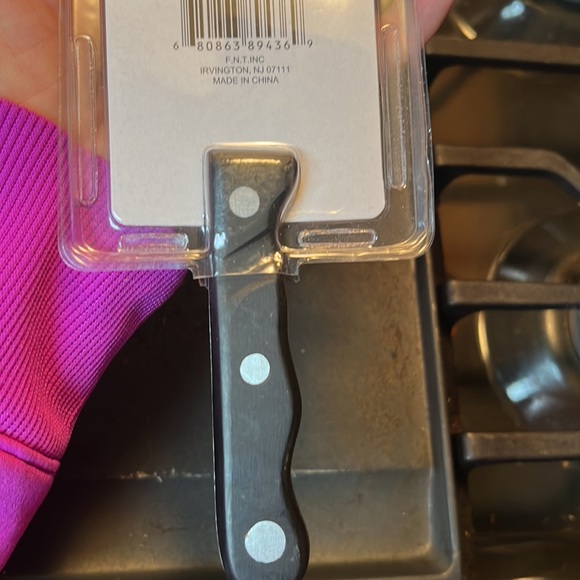 6 80863 89436 9
F.N.T.INC
IRVINGTON, NJ 07111
MADE IN CHINA